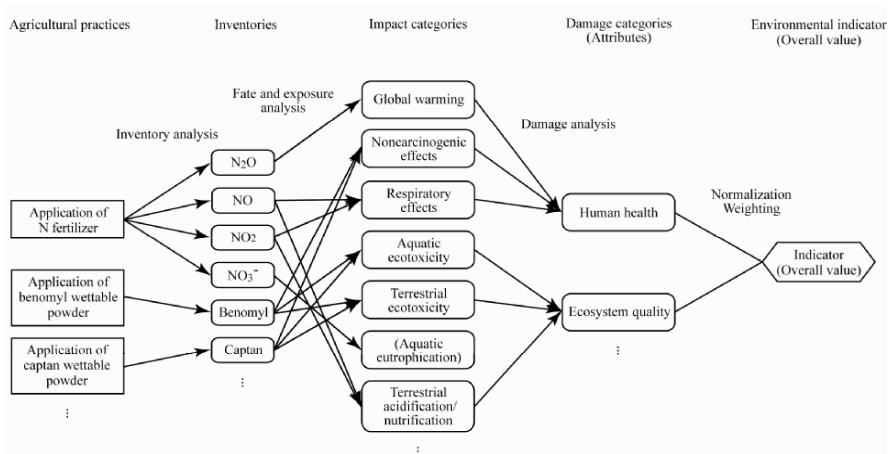 Agricultural practices
Inventories
Impact categories
Damage categories
(Attributes)
Environmental indicator
(Overall value)
Inventory analysis
Fate and exposure
analysis
Damage analysis
Normalization
Weighting
Application of
N fertilizer
Application of
benomyl wettable
powder
Application of
captan wettable
powder
⋮
N₂O
NO
NO₂
NO₃⁻
Benomyl
Captan
⋮
Global warming
Noncarcinogenic
effects
Respiratory
effects
Aquatic
ecotoxicity
Terrestrial
ecotoxicity
(Aquatic
eutrophication)
Terrestrial
acidification/
nutrification
⋮
Human health
Ecosystem quality
⋮
Indicator
(Overall value)